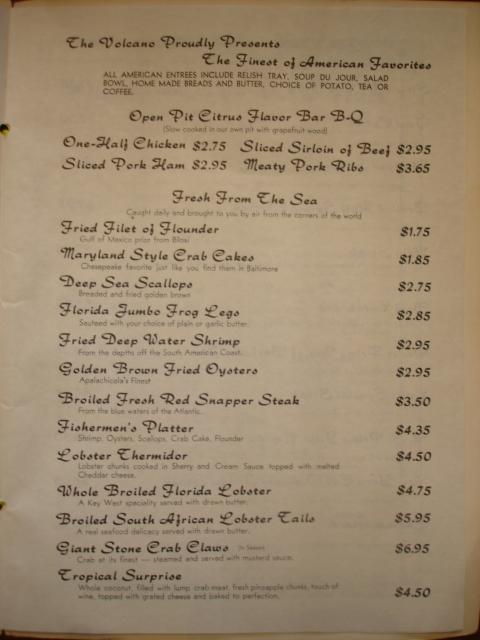 The Volcano Proudly Presents
The Finest of American Favorites
ALL AMERICAN ENTREES INCLUDE RELISH TRAY, SOUP DU JOUR, SALAD
BOWL, HOME MADE BREADS AND BUTTER, CHOICE OF POTATO, TEA OR
COFFEE.
Open Pit Citrus Flavor Bar B-Q
(Slow cooked in our own pit with grapefruit wood)
One-Half Chicken $2.75 Sliced Sirloin of Beef $2.95
Sliced Pork Ham $2.95 Meaty Pork Ribs $3.65
Fresh From The Sea
Caught daily and brought to you by air from the corners of the world
Fried Filet of Flounder $1.75
Gulf of Mexico prize from Biloxi
Maryland Style Crab Cakes $1.85
Chesepeake favorite just like you find them in Baltimore
Deep Sea Scallops $2.75
Breaded and fried golden brown
Florida Jumbo Frog Legs $2.85
Sauteed with your choice of plain or garlic butter.
Fried Deep Water Shrimp $2.95
From the depths off the South American Coast.
Golden Brown Fried Oysters $2.95
Apalachicola's Finest
Broiled Fresh Red Snapper Steak $3.50
From the blue waters of the Atlantic.
Fishermen's Platter $4.35
Shrimp, Oysters, Scallops, Crab Cake, Flounder
Lobster Thermidor $4.50
Lobster chunks cooked in Sherry and Cream Sauce topped with melted
Cheddar cheese.
Whole Broiled Florida Lobster $4.75
A Key West speciality served with drawn butter.
Broiled South African Lobster Tails $5.95
A real seafood delicacy served with drawn butter.
Giant Stone Crab Claws (In Season) $6.95
Crab at its finest — steamed and served with mustard sauce.
Tropical Surprise
Whole coconut, filled with lump crab meat, fresh pineapple chunks, touch of
wine, topped with grated cheese and baked to perfection. $4.50